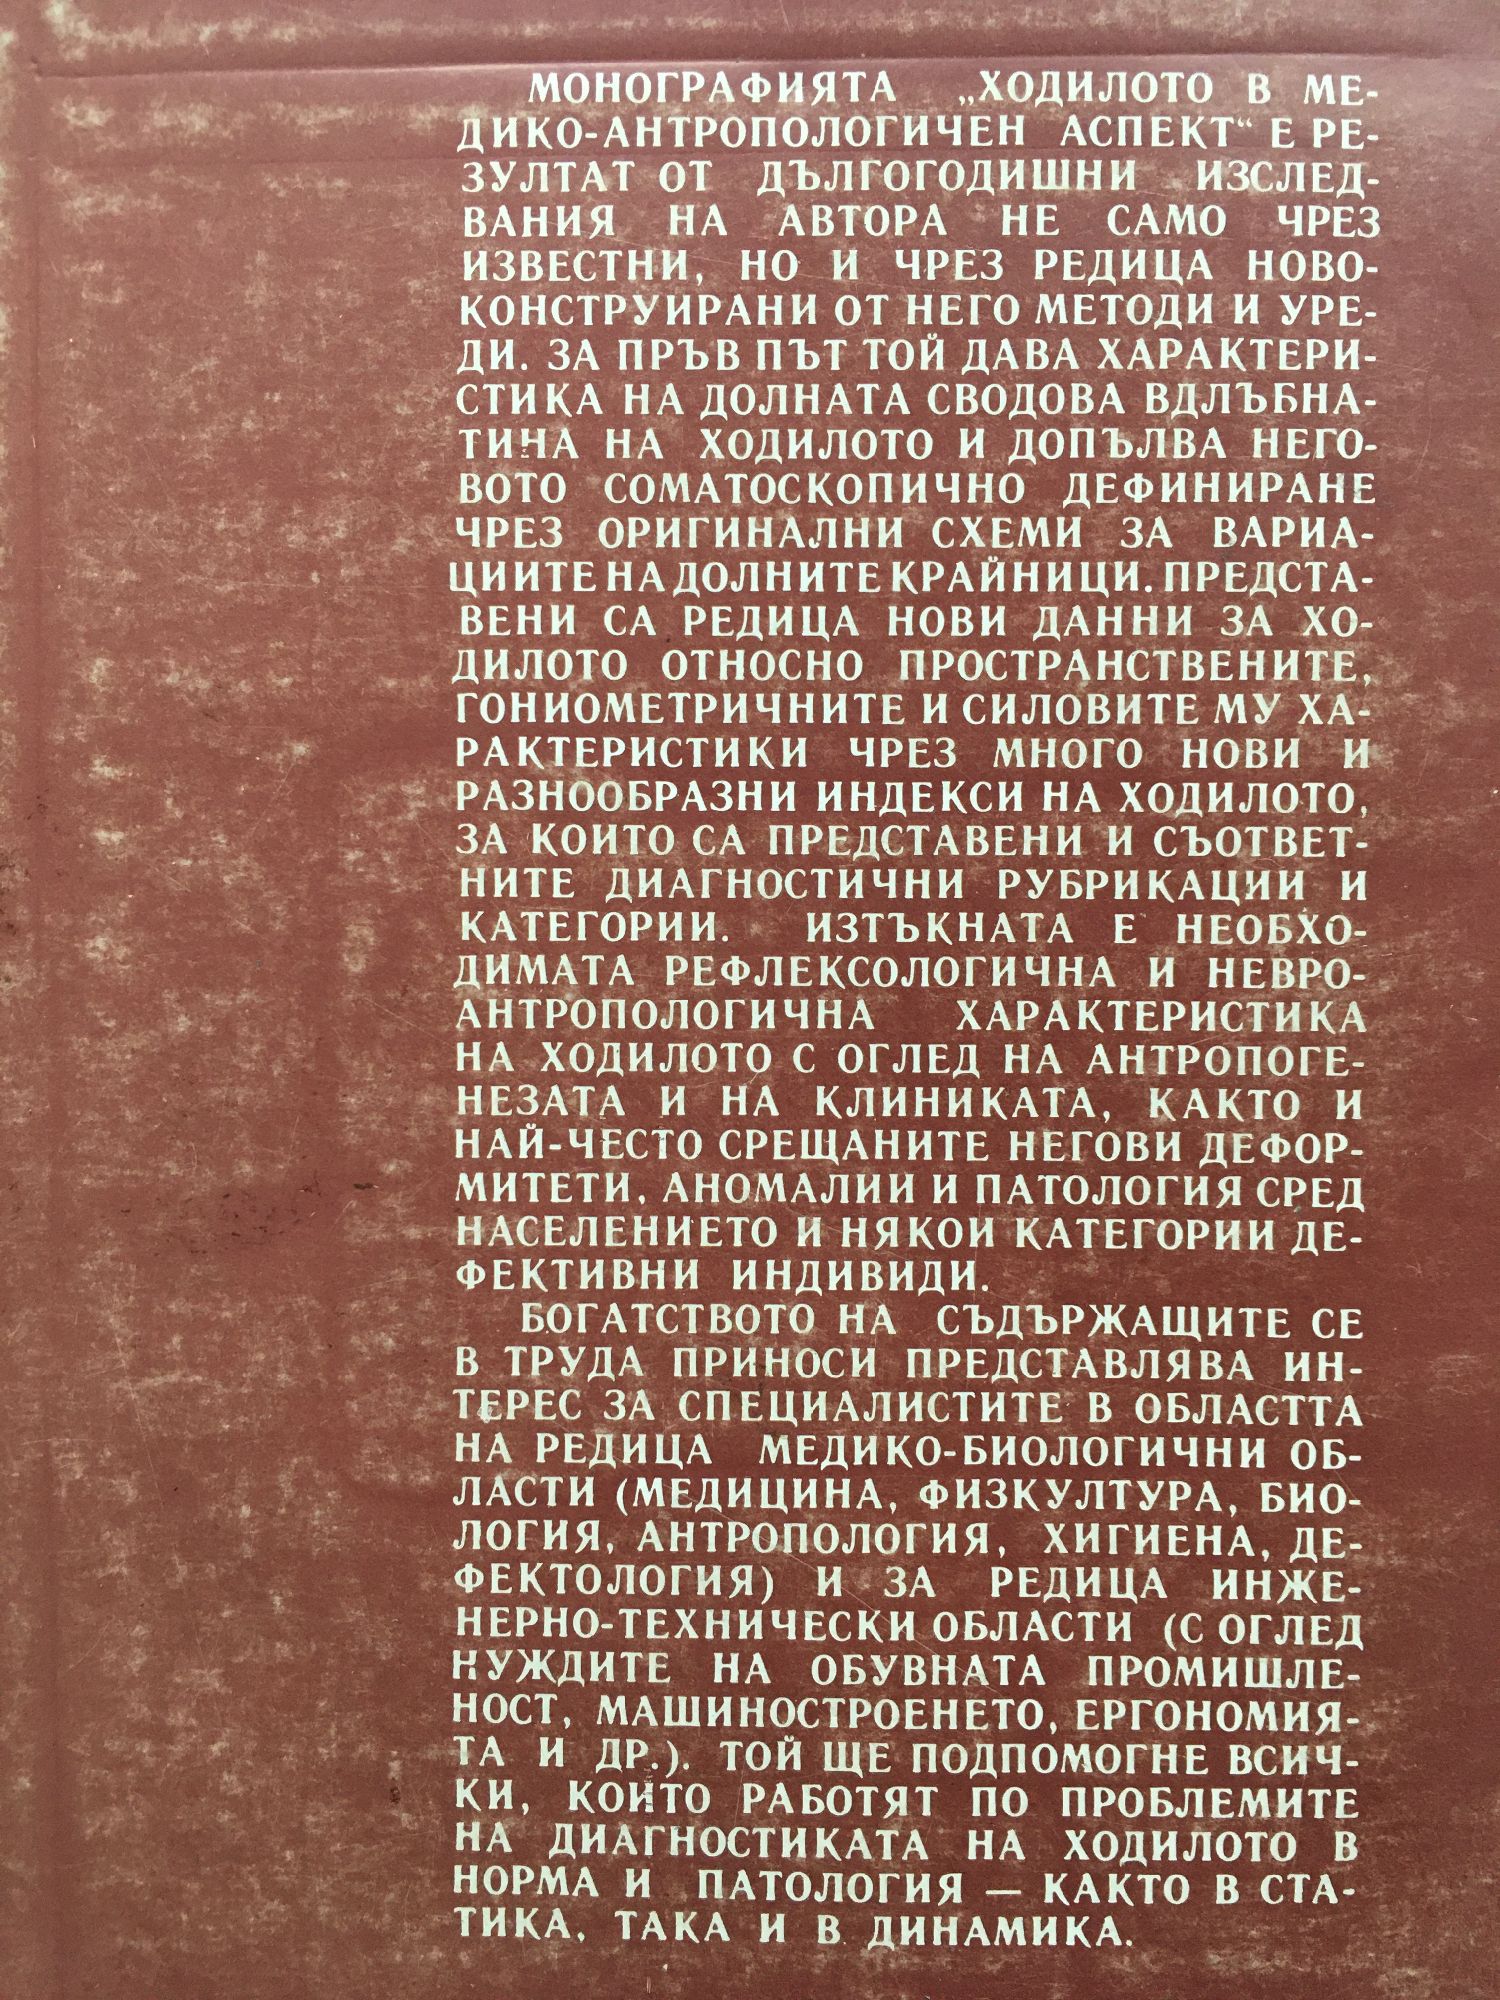 МОНОГРАФИЯТА „ХОДИЛОТО В МЕ-
ДИКО-АНТРОПОЛОГИЧЕН АСПЕКТ“ Е РЕ-
ЗУЛТАТ ОТ ДЪЛГОГОДИШНИ ИЗСЛЕД-
ВАНИЯ НА АВТОРА НЕ САМО ЧРЕЗ
ИЗВЕСТНИ, НО И ЧРЕЗ РЕДИЦА НОВО-
КОНСТРУИРАНИ ОТ НЕГО МЕТОДИ И УРЕ-
ДИ. ЗА ПРЪВ ПЪТ ТОЙ ДАВА ХАРАКТЕРИ-
СТИКА НА ДОЛНАТА СВОДОВА ВДЛЪБНА-
ТИНА НА ХОДИЛОТО И ДОПЪЛВА НЕГО-
ВОТО СОМАТОСКОПИЧНО ДЕФИНИРАНЕ
ЧРЕЗ ОРИГИНАЛНИ СХЕМИ ЗА ВАРИА-
ЦИИТЕ НА ДОЛНИТЕ КРАЙНИЦИ. ПРЕДСТА-
ВЕНИ СА РЕДИЦА НОВИ ДАННИ ЗА ХО-
ДИЛОТО ОТНОСНО ПРОСТРАНСТВЕНИТЕ,
ГОНИОМЕТРИЧНИТЕ И СИЛОВИТЕ МУ ХА-
РАКТЕРИСТИКИ ЧРЕЗ МНОГО НОВИ И
РАЗНООБРАЗНИ ИНДЕКСИ НА ХОДИЛОТО,
ЗА КОИТО СА ПРЕДСТАВЕНИ И СЪОТВЕТ-
НИТЕ ДИАГНОСТИЧНИ РУБРИКАЦИИ И
КАТЕГОРИИ. ИЗТЪКНАТА Е НЕОБХО-
ДИМАТА РЕФЛЕКСОЛОГИЧНА И НЕВРО-
АНТРОПОЛОГИЧНА ХАРАКТЕРИСТИКА
НА ХОДИЛОТО С ОГЛЕД НА АНТРОПОГЕ-
НЕЗАТА И НА КЛИНИКАТА, КАКТО И
НАЙ-ЧЕСТО СРЕЩАНИТЕ НЕГОВИ ДЕФОР-
МИТЕТИ, АНОМАЛИИ И ПАТОЛОГИЯ СРЕД
НАСЕЛЕНИЕТО И НЯКОИ КАТЕГОРИИ ДЕ-
ФЕКТИВНИ ИНДИВИДИ.
БОГАТСТВОТО НА СЪДЪРЖАЩИТЕ СЕ
В ТРУДА ПРИНОСИ ПРЕДСТАВЛЯВА ИН-
ТЕРЕС ЗА СПЕЦИАЛИСТИТЕ В ОБЛАСТТА
НА РЕДИЦА МЕДИКО-БИОЛОГИЧНИ ОБ-
ЛАСТИ (МЕДИЦИНА, ФИЗКУЛТУРА, БИО-
ЛОГИЯ, АНТРОПОЛОГИЯ, ХИГИЕНА, ДЕ-
ФЕКТОЛОГИЯ) И ЗА РЕДИЦА ИНЖЕ-
НЕРНО-ТЕХНИЧЕСКИ ОБЛАСТИ (С ОГЛЕД
НУЖДИТЕ НА ОБУВНАТА ПРОМИШЛЕ-
НОСТ, МАШИНОСТРОЕНЕТО, ЕРГОНОМИЯ-
ТА И ДР.). ТОЙ ЩЕ ПОДПОМОГНЕ ВСИЧ-
КИ, КОИТО РАБОТЯТ ПО ПРОБЛЕМИТЕ
НА ДИАГНОСТИКАТА НА ХОДИЛОТО В
НОРМА И ПАТОЛОГИЯ — КАКТО В СТА-
ТИКА, ТАКА И В ДИНАМИКА.